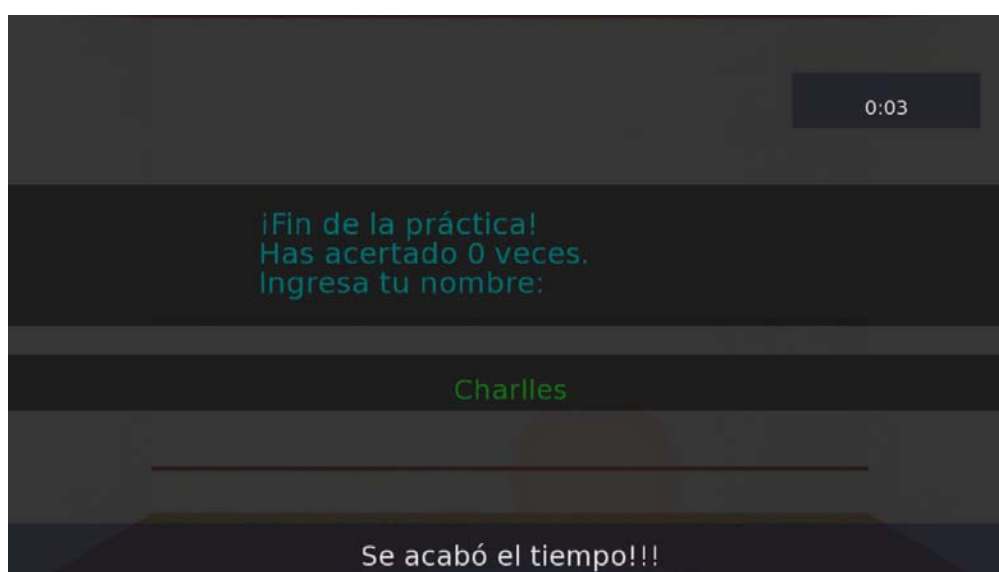 0:03
¡Fin de la práctica!
Has acertado 0 veces.
Ingresa tu nombre:
Charlles
Se acabó el tiempo!!!